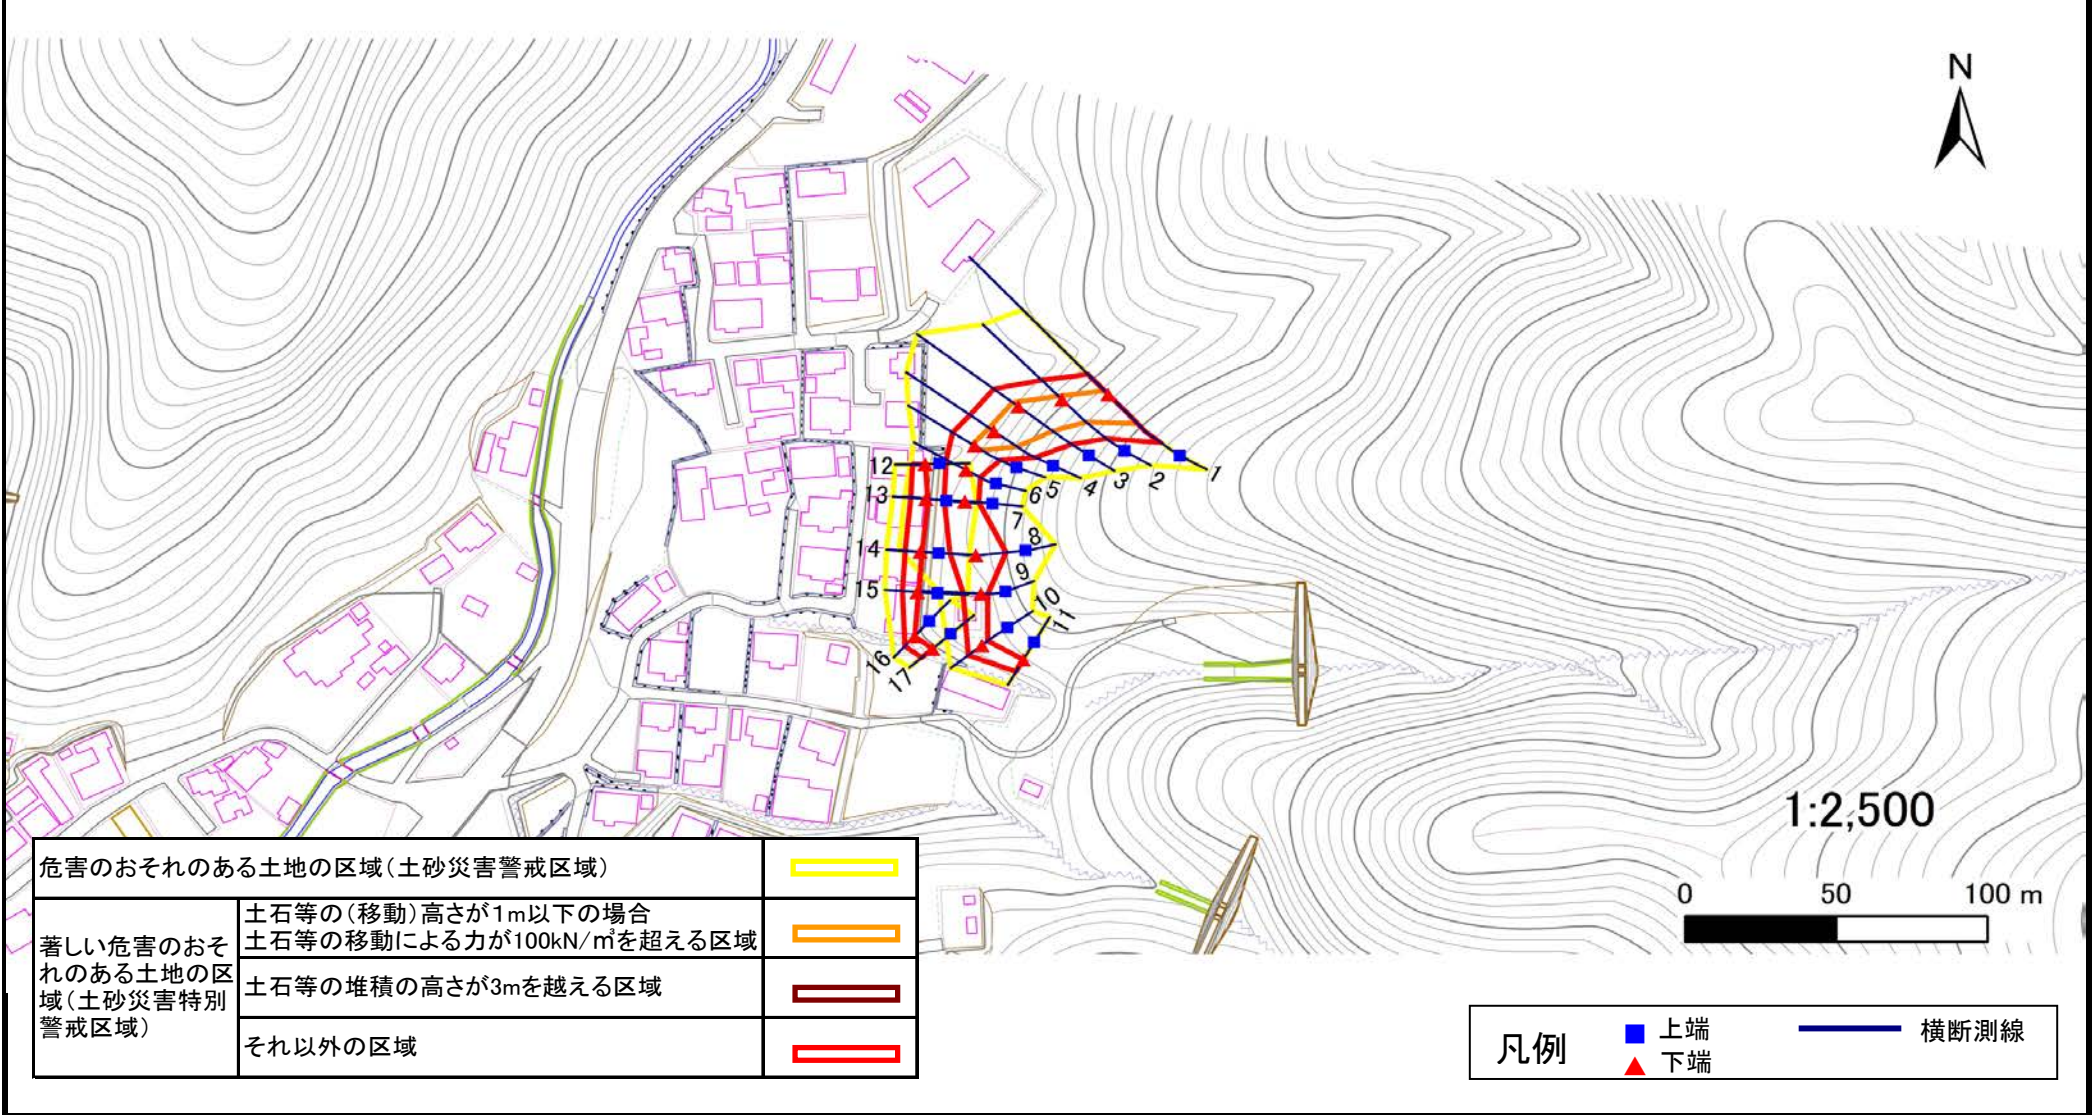 N
1
2
3
4
5
6
7
8
9
10
11
12
13
14
15
16
17
1:2,500
0 50 100 m
危害のおそれのある土地の区域(土砂災害警戒区域)
著しい危害のおそ
れのある土地の区
域(土砂災害特別
警戒区域)
土石等の(移動)高さが1m以下の場合
土石等の移動による力が100kN/㎥を超える区域
土石等の堆積の高さが3mを越える区域
それ以外の区域
凡例
上端
下端
横断測線